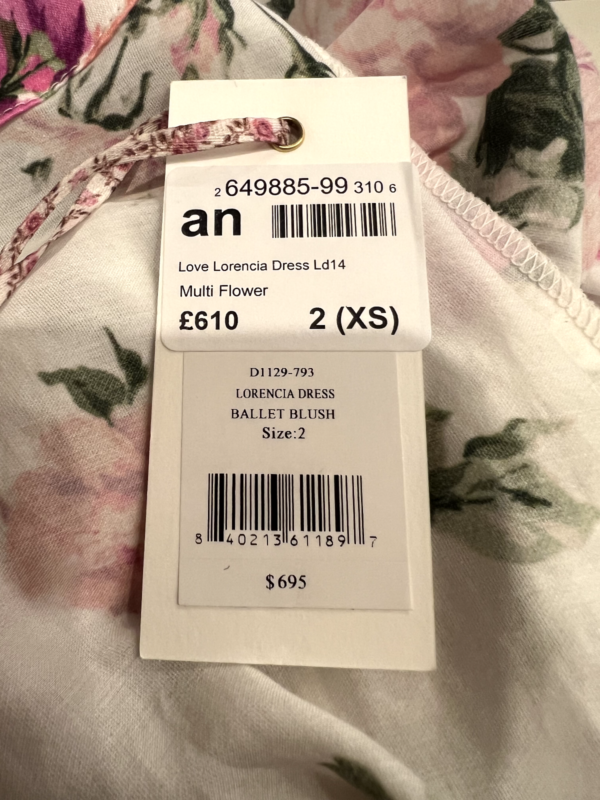 2 649885-99 310 6
an
Love Lorencia Dress Ld14
Multi Flower
£610 2 (XS)
D1129-793
LORENCIA DRESS
BALLET BLUSH
Size:2
8 40213 61189 7
$695